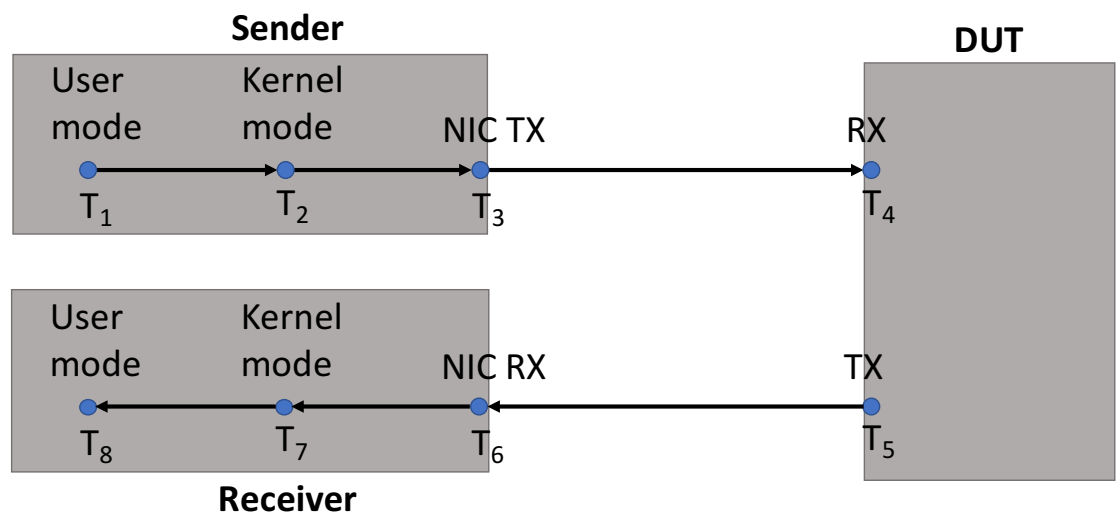 Sender
DUT
User mode
Kernel mode
NIC TX
RX
T1
T2
T3
T4
User mode
Kernel mode
NIC RX
TX
T8
T7
T6
T5
Receiver